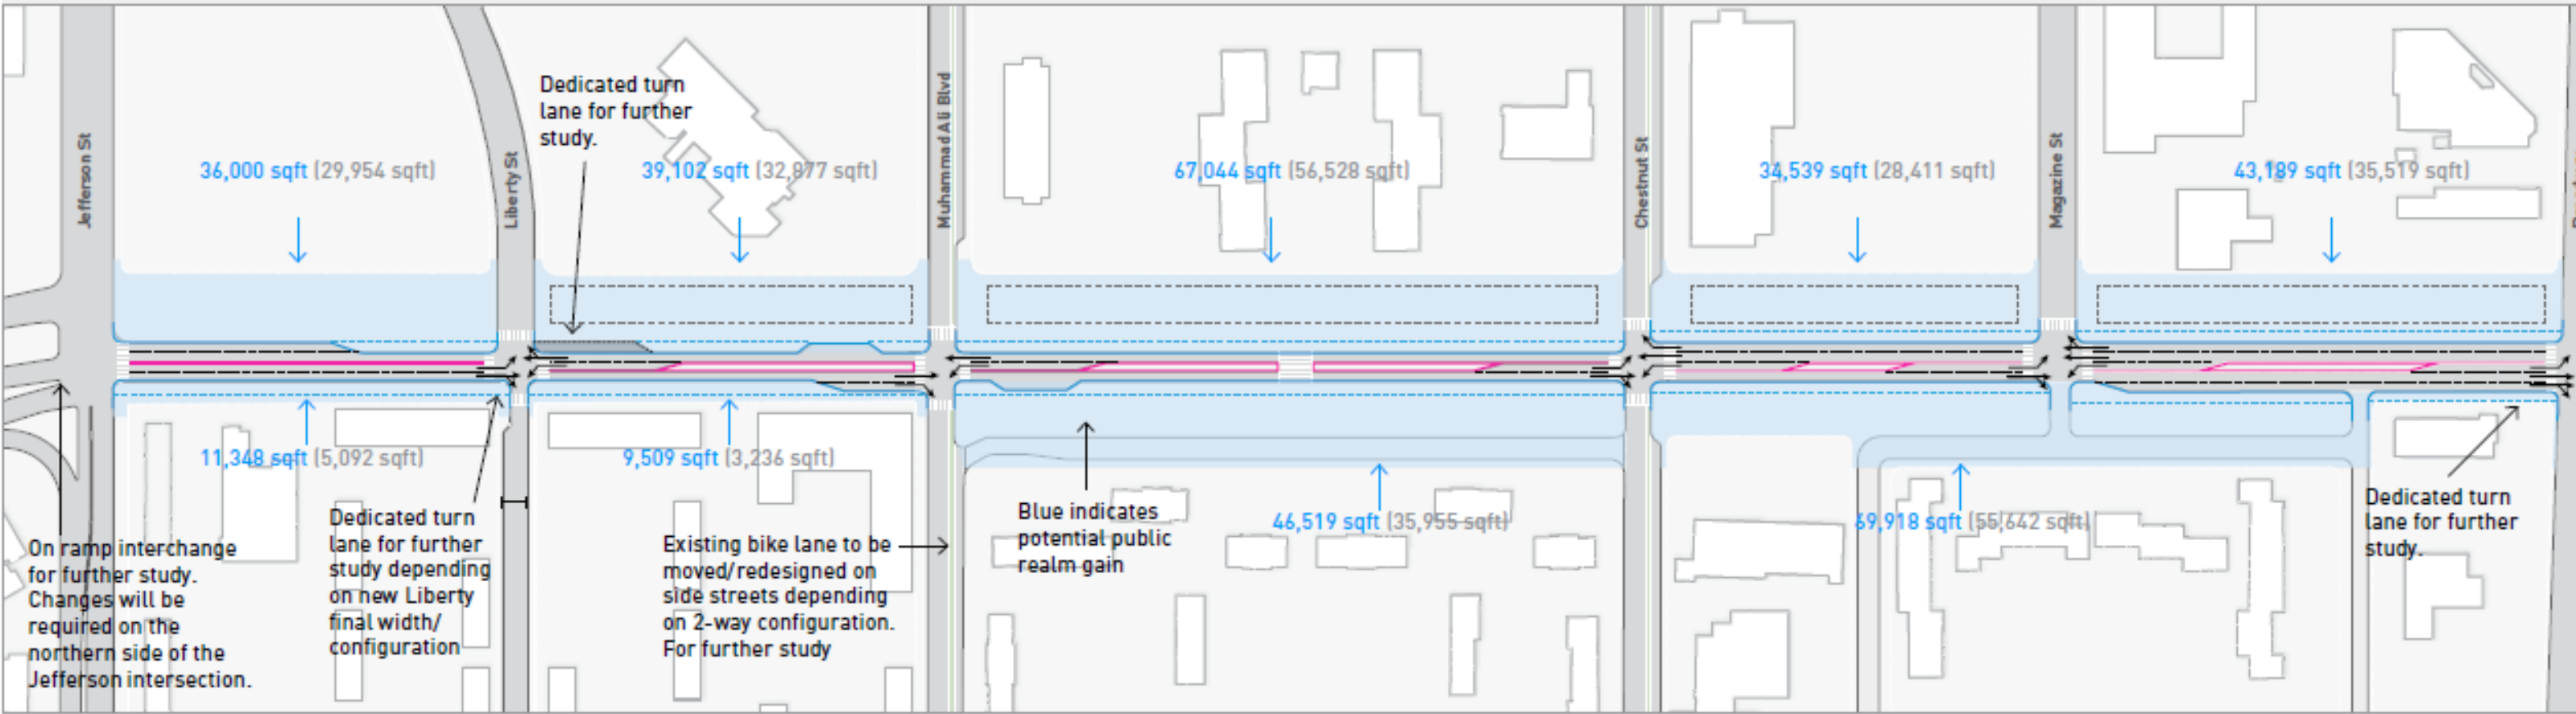 Jefferson St
Liberty St
Muhammad Ali Blvd
Chestnut St
Magazine St
Dedicated turn
lane for further
study.
36,000 sqft (29,954 sqft)
39,102 sqft (32,877 sqft)
67,044 sqft (56,528 sqft)
34,539 sqft (28,411 sqft)
43,189 sqft (35,519 sqft)
11,348 sqft (5,092 sqft)
9,509 sqft (3,236 sqft)
46,519 sqft (35,955 sqft)
69,918 sqft (55,642 sqft)
On ramp interchange
for further study.
Changes will be
required on the
northern side of the
Jefferson intersection.
Dedicated turn
lane for further
study depending
on new Liberty
final width/
configuration
Existing bike lane to be
moved/redesigned on
side streets depending
on 2-way configuration.
For further study
Blue indicates
potential public
realm gain
Dedicated turn
lane for further
study.